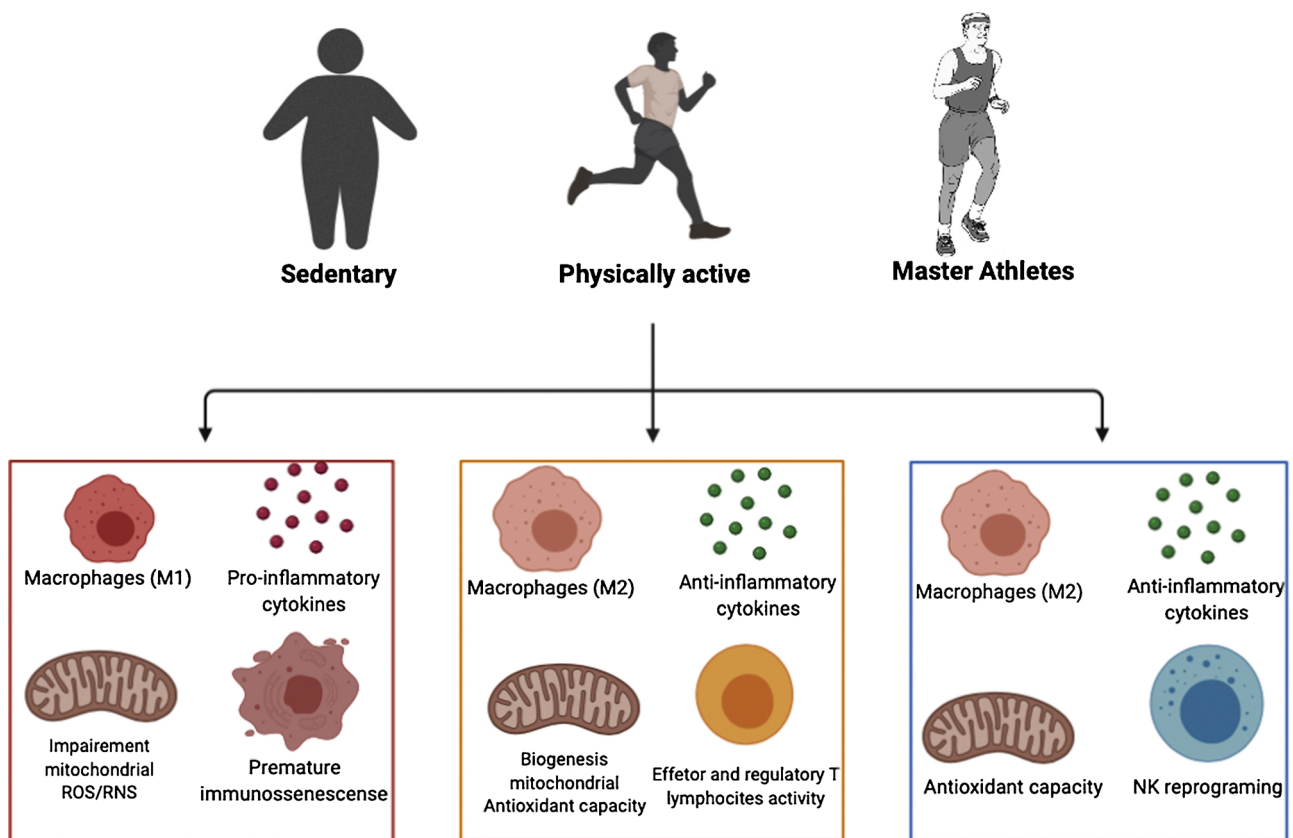 Sedentary
Physically active
Master Athletes
Macrophages (M1)
Pro-inflammatory
cytokines
Impairement
mitochondrial
ROS/RNS
Premature
immunossenescense
Macrophages (M2)
Anti-inflammatory
cytokines
Biogenesis
mitochondrial
Antioxidant capacity
Effetor and regulatory T
lymphocytes activity
Macrophages (M2)
Anti-inflammatory
cytokines
Antioxidant capacity
NK reprograming